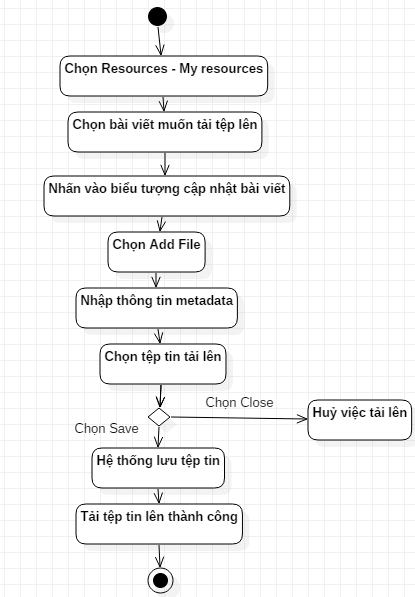 Chọn Resources - My resources
Chọn bài viết muốn tải tệp lên
Nhấn vào biểu tượng cập nhật bài viết
Chọn Add File
Nhập thông tin metadata
Chọn tệp tin tải lên
Chọn Close
Huỷ việc tải lên
Chọn Save
Hệ thống lưu tệp tin
Tải tệp tin lên thành công